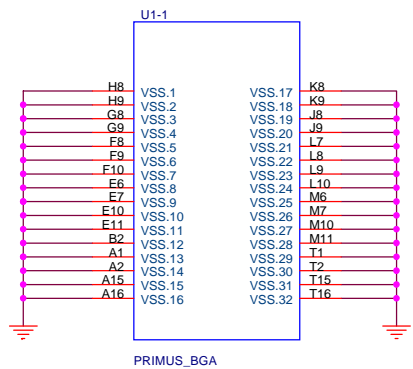 U1-1
H8 VSS.1 VSS.17 K8
H9 VSS.2 VSS.18 K9
G8 VSS.3 VSS.19 J8
G9 VSS.4 VSS.20 J9
F8 VSS.5 VSS.21 L7
F9 VSS.6 VSS.22 L8
F10 VSS.7 VSS.23 L9
E6 VSS.8 VSS.24 L10
E7 VSS.9 VSS.25 M6
E10 VSS.10 VSS.26 M7
E11 VSS.11 VSS.27 M10
B2 VSS.12 VSS.28 M11
A1 VSS.13 VSS.29 T1
A2 VSS.14 VSS.30 T2
A15 VSS.15 VSS.31 T15
A16 VSS.16 VSS.32 T16
PRIMUS_BGA